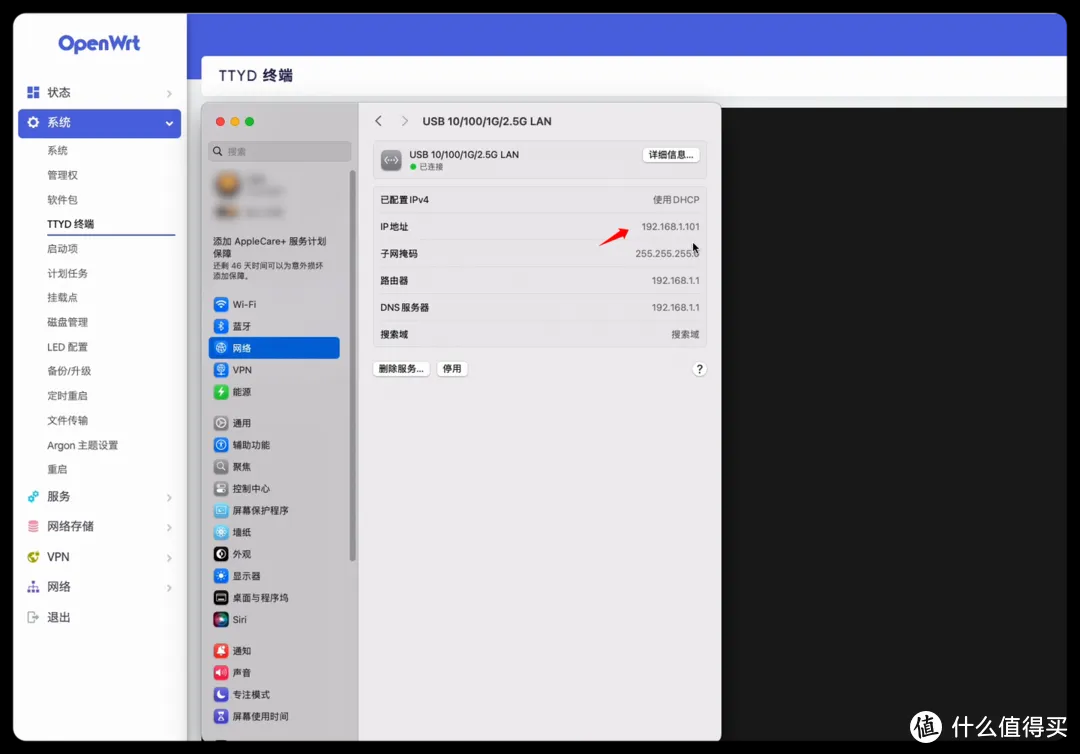 OpenWrt
状态
系统
系统
管理权
软件包
TTYD 终端
启动项
计划任务
挂载点
磁盘管理
LED 配置
备份/升级
定时重启
文件传输
Argon 主题设置
重启
服务
网络存储
VPN
网络
退出
TTYD 终端
搜索
添加 AppleCare+ 服务计划
保障
还剩 46 天时间可以为意外损坏
添加保障。
Wi-Fi
蓝牙
网络
VPN
能源
通用
辅助功能
聚焦
控制中心
屏幕保护程序
墙纸
外观
显示器
桌面与程序坞
Siri
通知
声音
专注模式
屏幕使用时间
USB 10/100/1G/2.5G LAN
USB 10/100/1G/2.5G LAN
已连接
详细信息...
已配置 IPv4 使用 DHCP
IP 地址 192.168.1.101
子网掩码 255.255.255.0
路由器 192.168.1.1
DNS 服务器 192.168.1.1
搜索域 搜索域
删除服务... 停用 ?
值 什么值得买